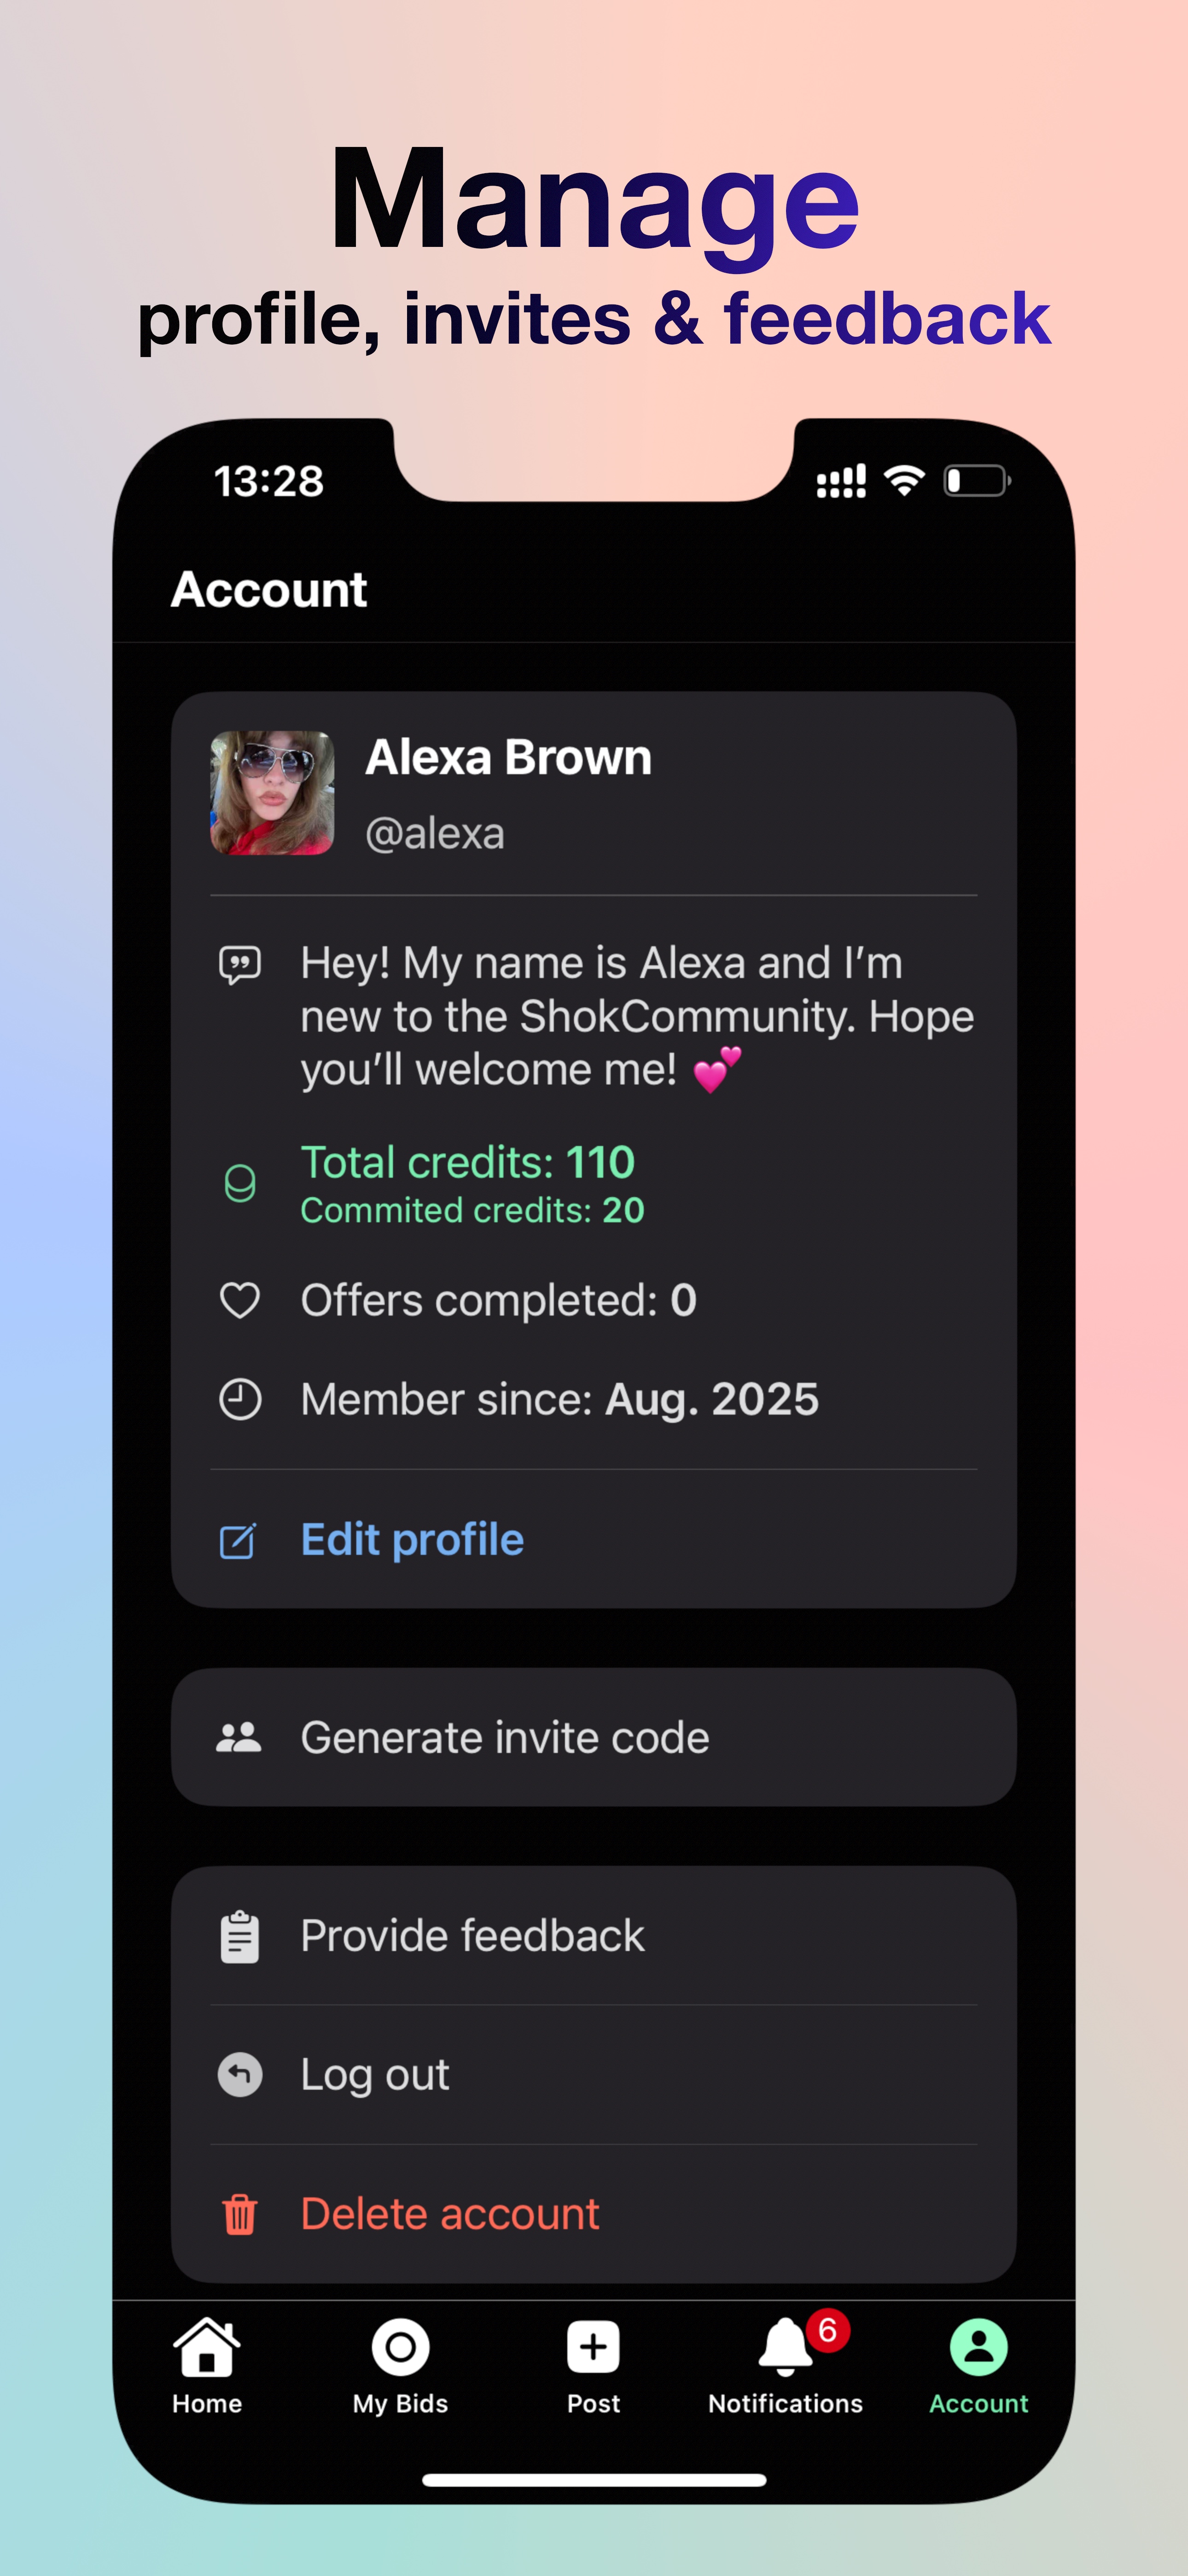 Manage
profile, invites & feedback
13:28
Account
Alexa Brown
@alexa
Hey! My name is Alexa and I’m
new to the ShokCommunity. Hope
you’ll welcome me! 💕
Total credits: 110
Commited credits: 20
Offers completed: 0
Member since: Aug. 2025
Edit profile
Generate invite code
Provide feedback
Log out
Delete account
6
Home
My Bids
Post
Notifications
Account